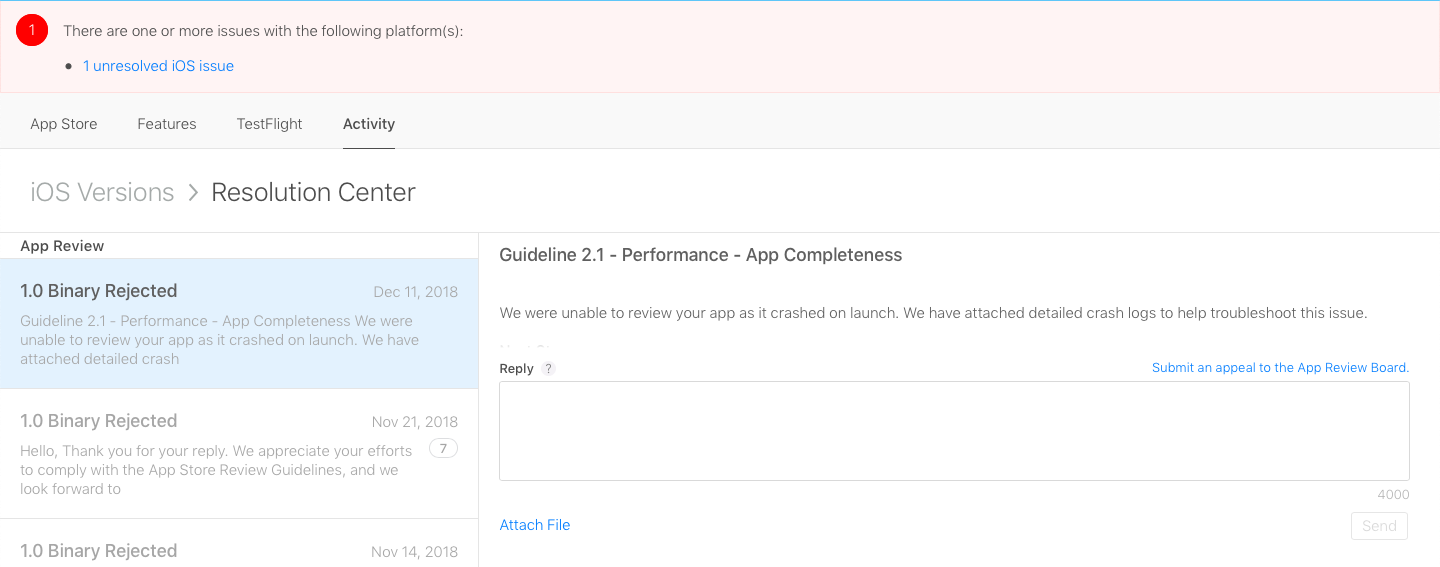 1
There are one or more issues with the following platform(s):
1 unresolved iOS issue
App Store
Features
TestFlight
Activity
iOS Versions > Resolution Center
App Review
1.0 Binary Rejected
Dec 11, 2018
Guideline 2.1 - Performance - App Completeness We were
unable to review your app as it crashed on launch. We have
attached detailed crash
1.0 Binary Rejected
Nov 21, 2018
Hello, Thank you for your reply. We appreciate your efforts
7
to comply with the App Store Review Guidelines, and we
look forward to
1.0 Binary Rejected
Nov 14, 2018
Guideline 2.1 - Performance - App Completeness
We were unable to review your app as it crashed on launch. We have attached detailed crash logs to help troubleshoot this issue.
Reply ?
Submit an appeal to the App Review Board.
4000
Attach File
Send